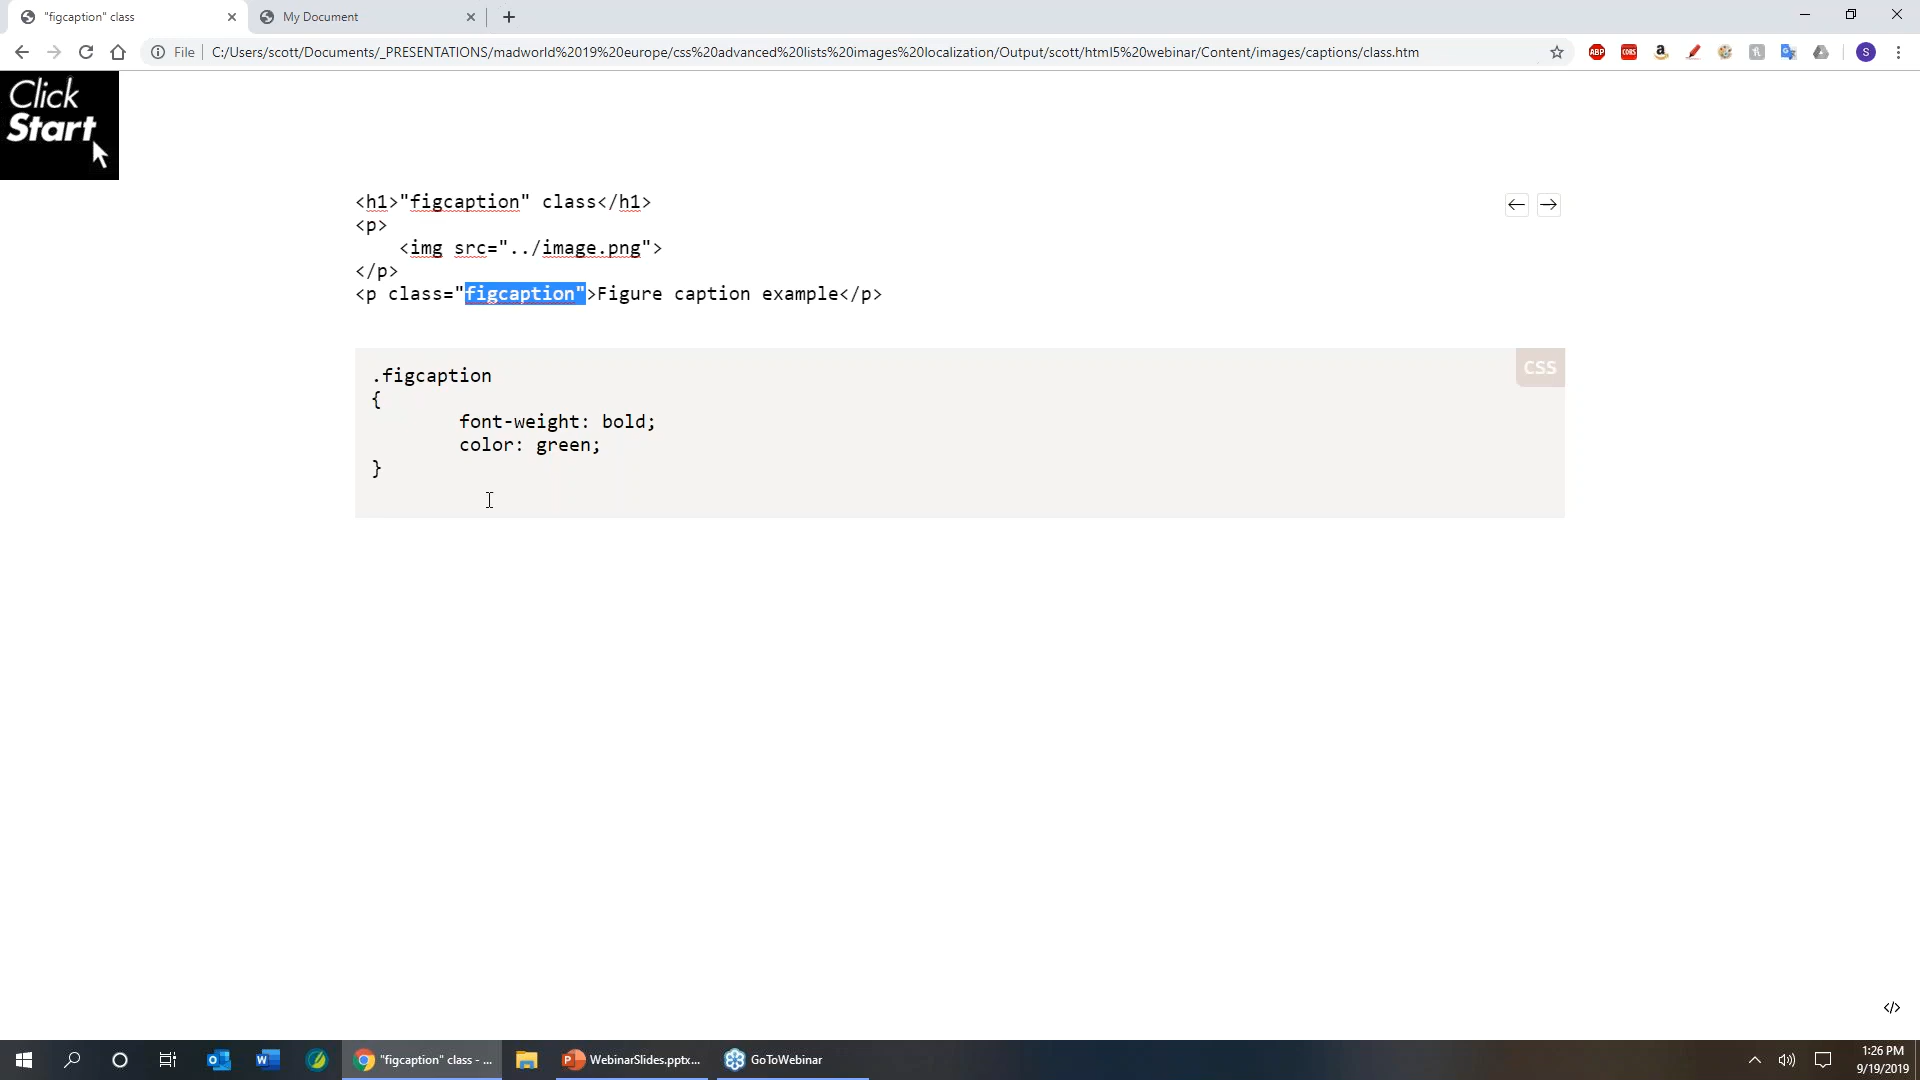 "figcaption" class
My Document
File
C:/Users/scott/Documents/_PRESENTATIONS/madworld%2019%20europe/css%20advanced%20lists%20images%20localization/Output/scott/html5%20webinar/Content/images/captions/class.htm
ABP
CORS
S
Click
Start
<h1>"figcaption" class</h1>
<p>
<img src="../image.png">
</p>
<p class="figcaption">Figure caption example</p>
CSS
.figcaption
{
font-weight: bold;
color: green;
}
</>
"figcaption" class - ...
WebinarSlides.pptx...
GoToWebinar
1:26 PM
9/19/2019